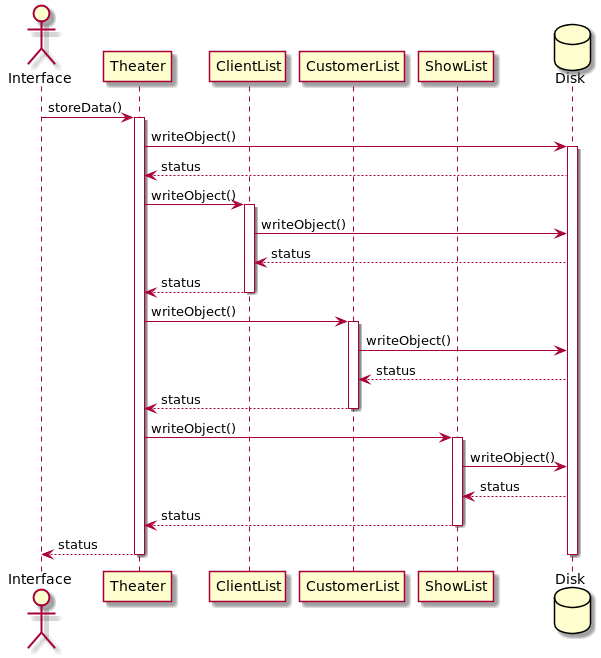 Interface
Theater ClientList CustomerList ShowList
Disk
storeData()
writeObject()
status
writeObject()
writeObject()
status
status
writeObject()
writeObject()
status
status
writeObject()
writeObject()
status
status
status
Interface
Theater ClientList CustomerList ShowList
Disk